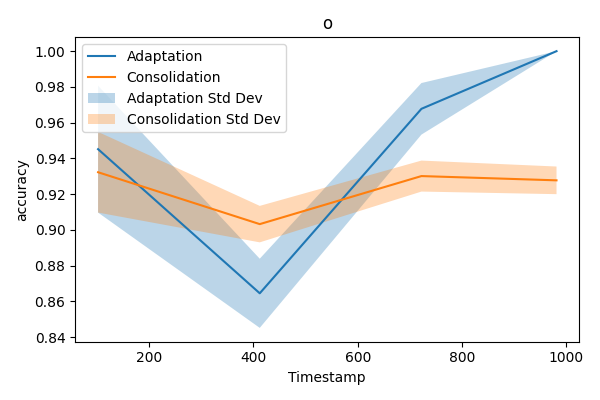 o
Adaptation
Consolidation
Adaptation Std Dev
Consolidation Std Dev
1.00
0.98
0.96
0.94
0.92
0.90
0.88
0.86
0.84
accuracy
200 400 600 800 1000
Timestamp